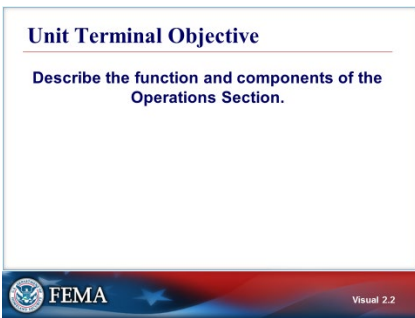 Unit Terminal Objective
Describe the function and components of the
Operations Section.
FEMA
Visual 2.2